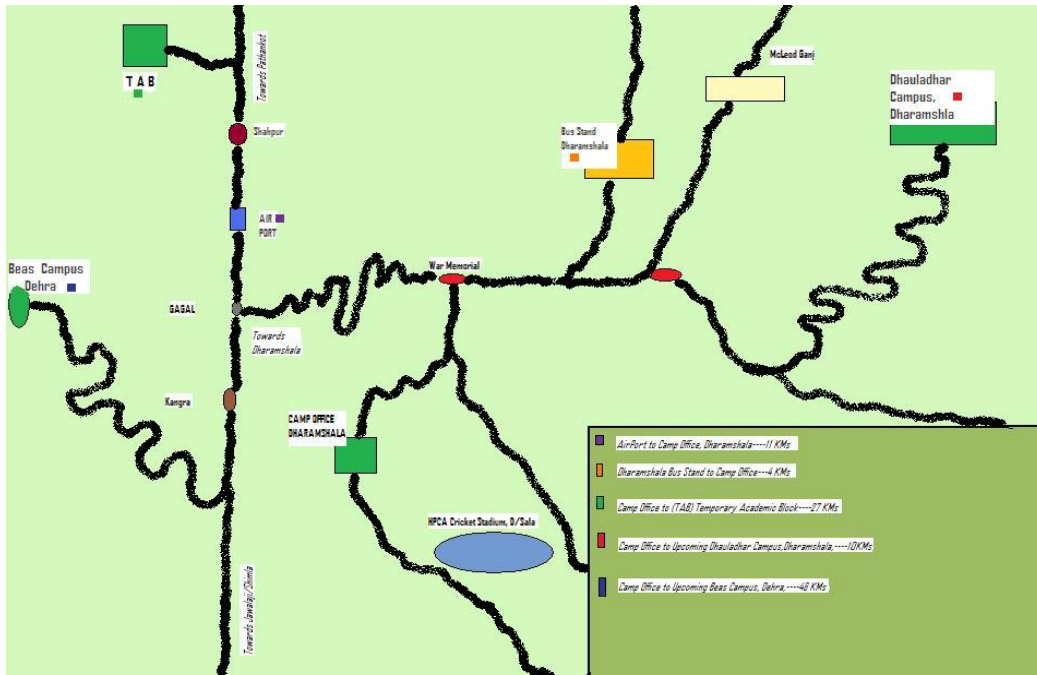 T A B
Towards Pathankot
Shahpur
AIR
PORT
Beas Campus
Dehra
GAGAL
Towards
Dharamshala
Kangra
Towards Jawalaji/Shimla
War Memorial
Bus Stand
Dharamshala
McLeod Ganj
Dhauladhar
Campus,
Dharamshla
CAMP OFFICE
DHARAMSHALA
HPCA Cricket Stadium, D/Sala
AirPort to Camp Office, Dharamshala----11 KMs
Dharamshala Bus Stand to Camp Office---4 KMs
Camp Office to (TAB) Temporary Academic Block----27 KMs
Camp Office to Upcoming Dhauladhar Campus,Dharamshala,----10KMs
Camp Office to Upcoming Beas Campus, Dehra,----48 KMs